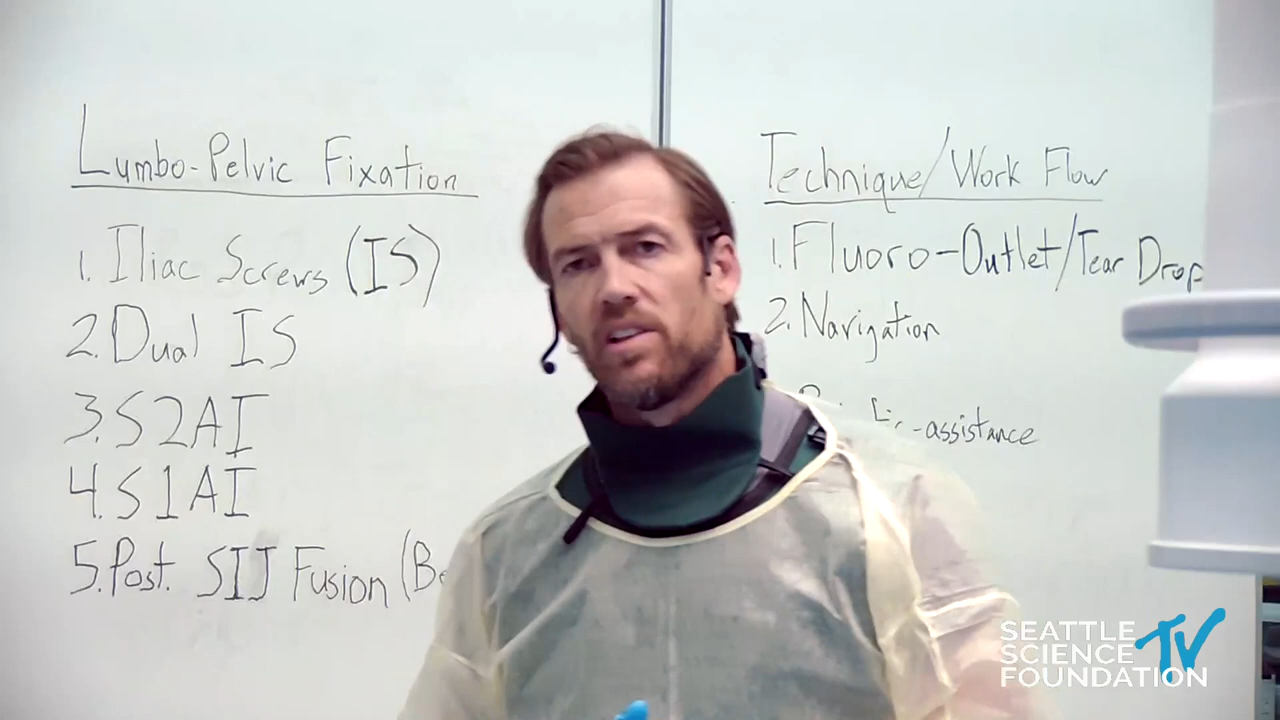 Lumbo-Pelvic Fixation
1. Iliac Screws (IS)
2. Dual IS
3. S2AI
4. S1AI
5. Post. SIJ Fusion (Be
Technique/Work Flow
1. Fluoro-Outlet/Tear Drop
2. Navigation
-assistance
SEATTLE
SCIENCE
FOUNDATION
TV